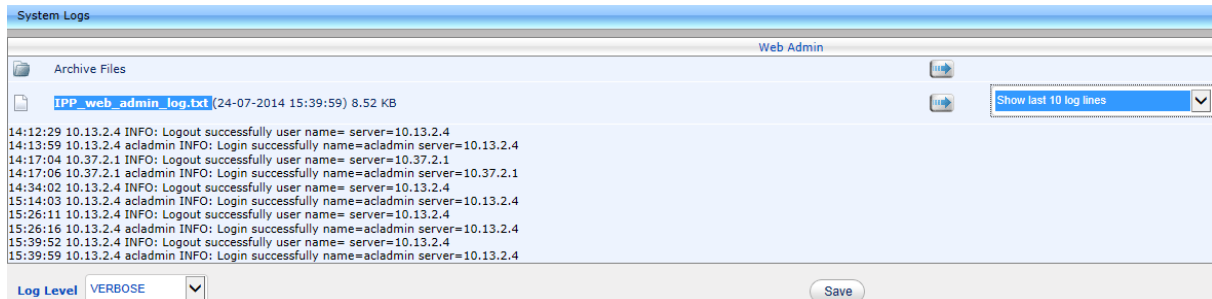 System Logs
Web Admin
Archive Files
IPP_web_admin_log.txt (24-07-2014 15:39:59) 8.52 KB
Show last 10 log lines
14:12:29 10.13.2.4 INFO: Logout successfully user name= server=10.13.2.4
14:13:59 10.13.2.4 acladmin INFO: Login successfully name=acladmin server=10.13.2.4
14:17:04 10.37.2.1 INFO: Logout successfully user name= server=10.37.2.1
14:17:06 10.37.2.1 acladmin INFO: Login successfully name=acladmin server=10.37.2.1
14:34:02 10.13.2.4 INFO: Logout successfully user name= server=10.13.2.4
15:14:03 10.13.2.4 acladmin INFO: Login successfully name=acladmin server=10.13.2.4
15:26:11 10.13.2.4 INFO: Logout successfully user name= server=10.13.2.4
15:26:16 10.13.2.4 acladmin INFO: Login successfully name=acladmin server=10.13.2.4
15:39:52 10.13.2.4 INFO: Logout successfully user name= server=10.13.2.4
15:39:59 10.13.2.4 acladmin INFO: Login successfully name=acladmin server=10.13.2.4
Log Level VERBOSE Save